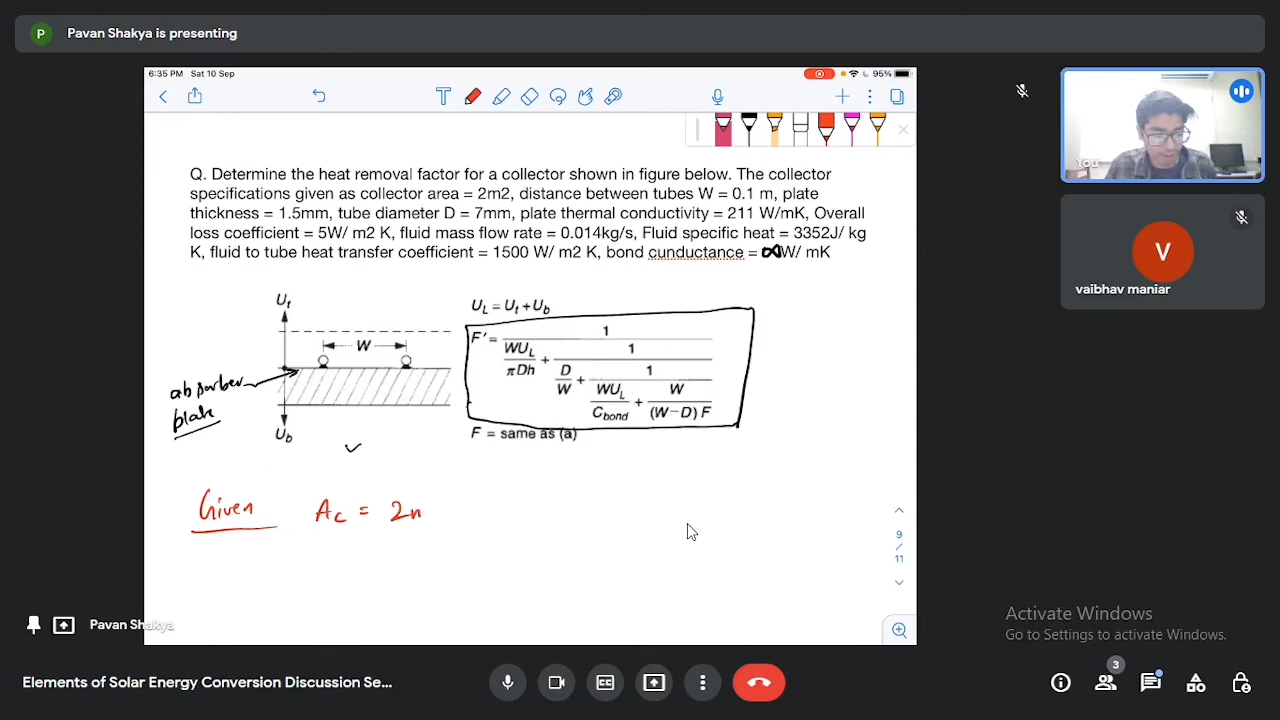 P Pavan Shakya is presenting
6:35 PM Sat 10 Sep
95%
Q. Determine the heat removal factor for a collector shown in figure below. The collector
specifications given as collector area = 2m2, distance between tubes W = 0.1 m, plate
thickness = 1.5mm, tube diameter D = 7mm, plate thermal conductivity = 211 W/mK, Overall
loss coefficient = 5W/ m2 K, fluid mass flow rate = 0.014kg/s, Fluid specific heat = 3352J/ kg
K, fluid to tube heat transfer coefficient = 1500 W/ m2 K, bond cunductance = ∞W/ mK
Ut
W
absorber
plate
Ub
UL = Ut + Ub
F' = 1
WUL 1
πDh + D 1
W + WUL W
Cbond + (W−D) F
F = same as (a)
Given Ac = 2m
9
/
11
You
V
vaibhav maniar
Pavan Shakya
Activate Windows
Go to Settings to activate Windows.
Elements of Solar Energy Conversion Discussion Se...
CC
3